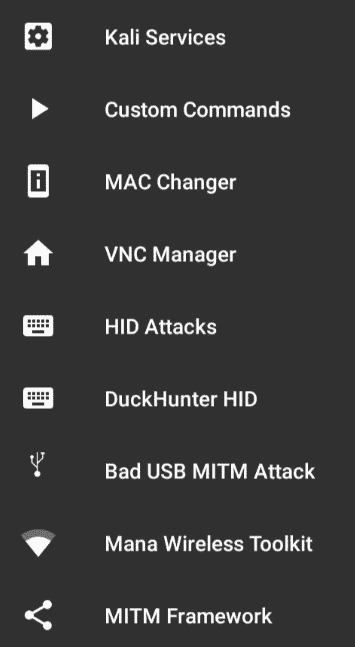 Kali Services
Custom Commands
MAC Changer
VNC Manager
HID Attacks
DuckHunter HID
Bad USB MITM Attack
Mana Wireless Toolkit
MITM Framework